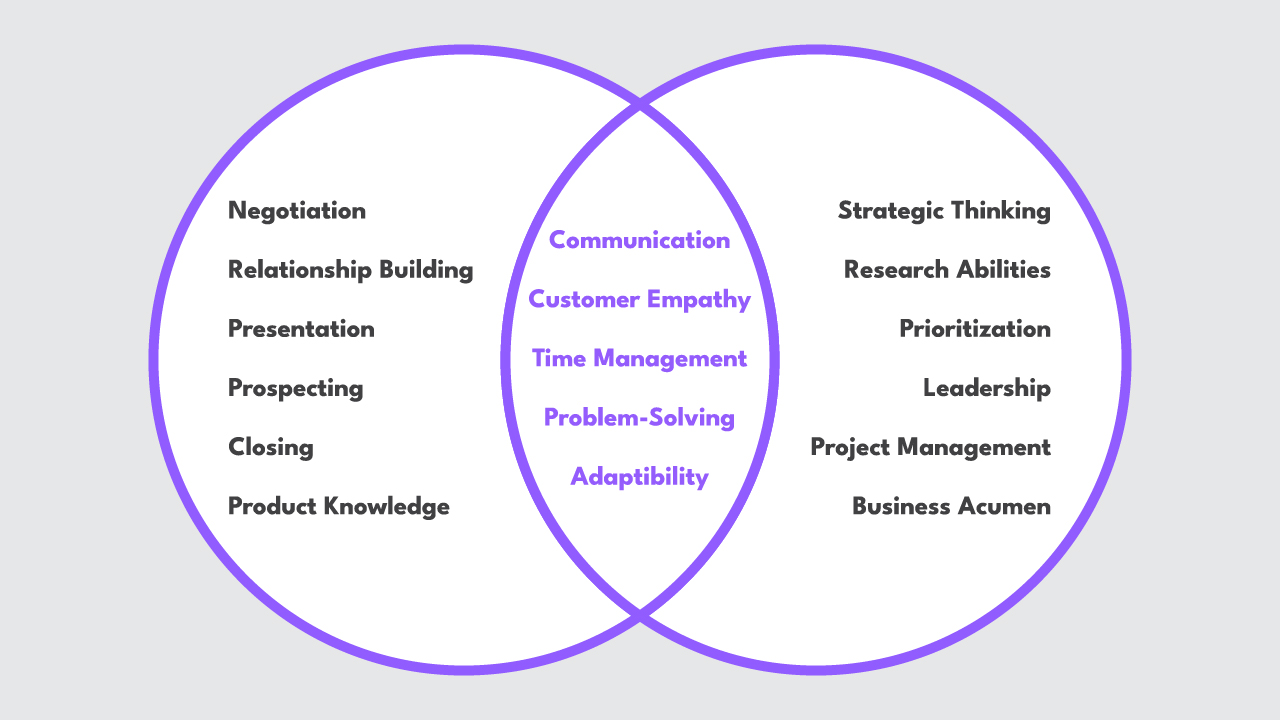 Negotiation
Relationship Building
Presentation
Prospecting
Closing
Product Knowledge
Communication
Customer Empathy
Time Management
Problem-Solving
Adaptibility
Strategic Thinking
Research Abilities
Prioritization
Leadership
Project Management
Business Acumen